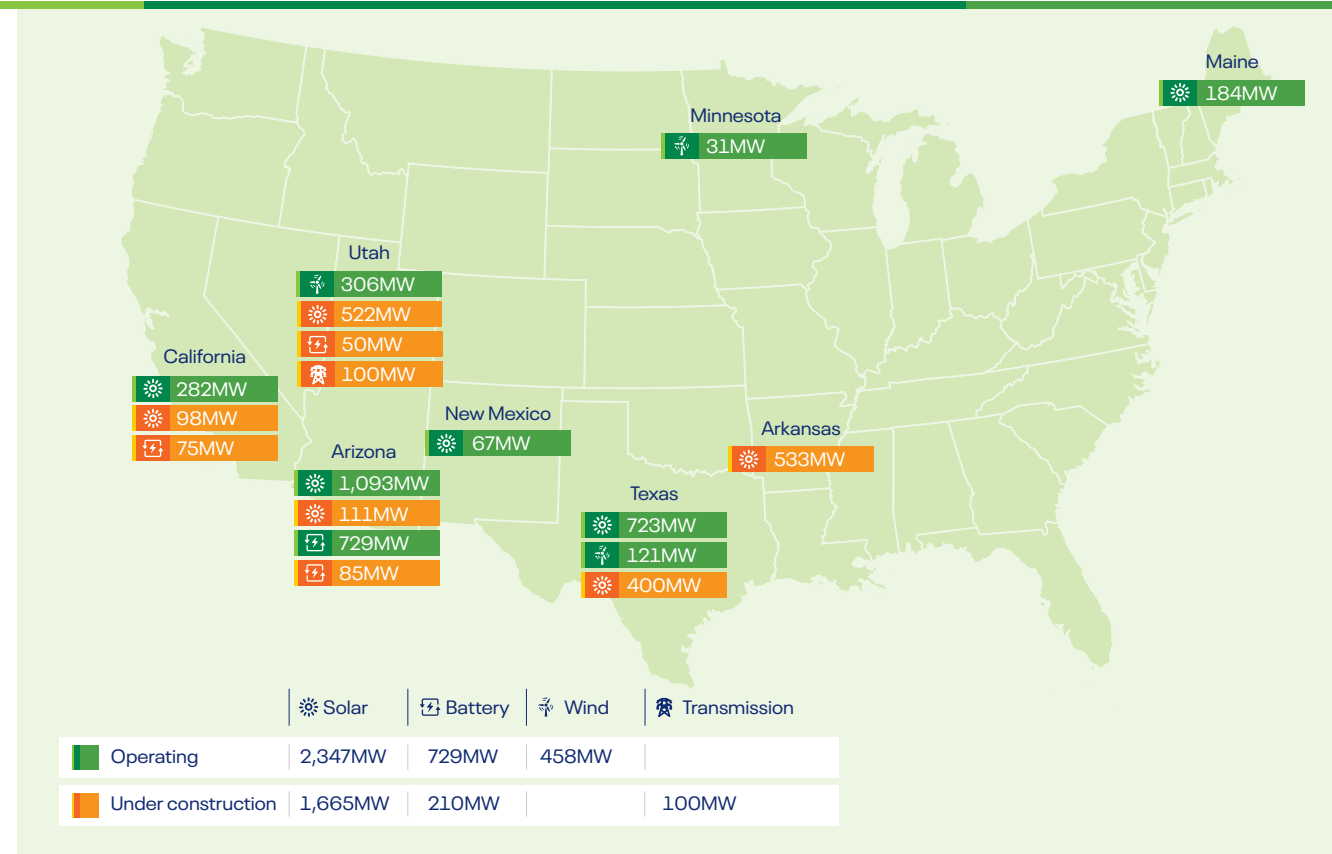 Maine
184MW
Minnesota
31MW
Utah
306MW
522MW
50MW
100MW
California
282MW
98MW
75MW
New Mexico
67MW
Arizona
1,093MW
111MW
729MW
85MW
Arkansas
533MW
Texas
723MW
121MW
400MW
Solar Battery Wind Transmission
Operating 2,347MW 729MW 458MW
Under construction 1,665MW 210MW 100MW